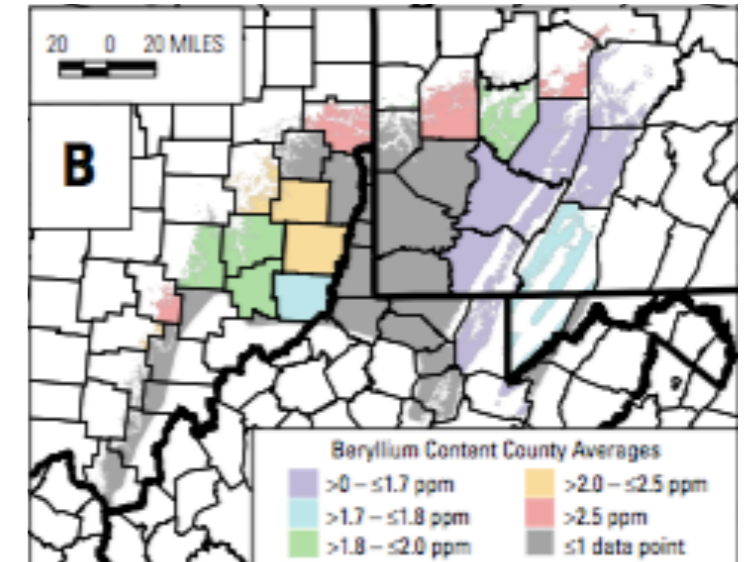 20 0 20 MILES
B
Beryllium Content County Averages
>0 – ≤1.7 ppm
>1.7 – ≤1.8 ppm
>1.8 – ≤2.0 ppm
>2.0 – ≤2.5 ppm
>2.5 ppm
≤1 data point